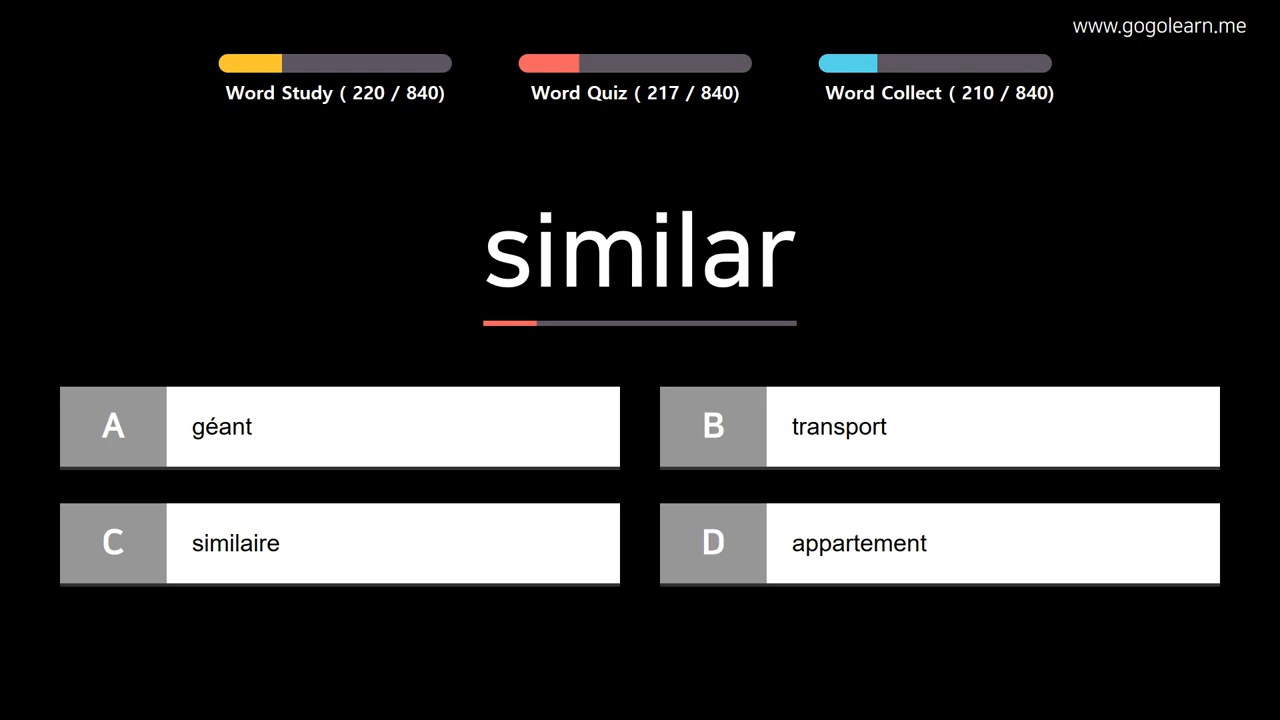 www.gogolearn.me
Word Study ( 220 / 840)
Word Quiz ( 217 / 840)
Word Collect ( 210 / 840)
similar
A géant
B transport
C similaire
D appartement